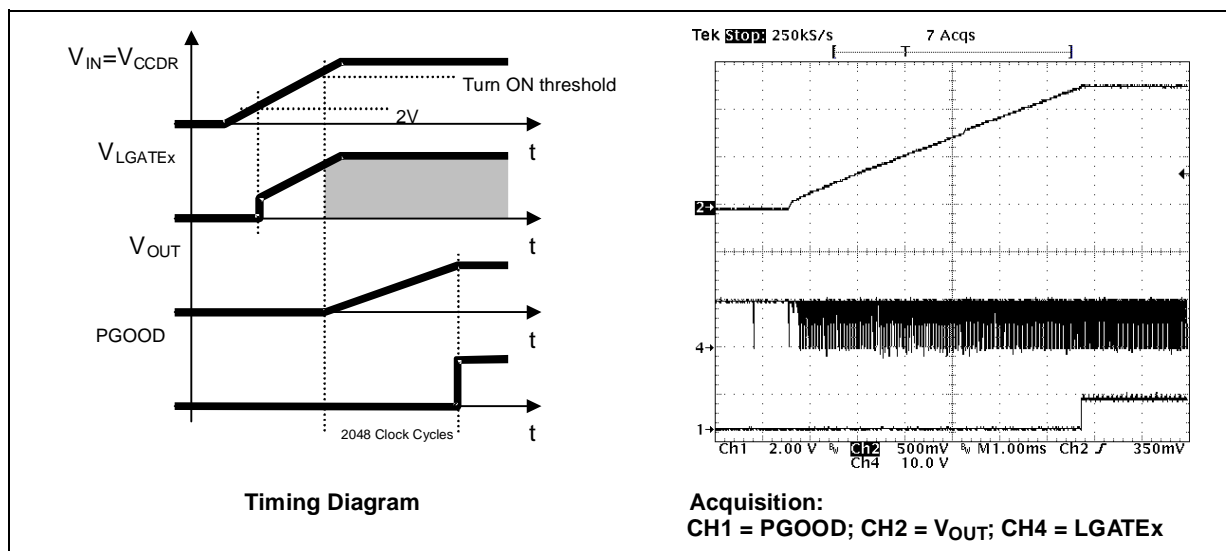 V_IN=V_CCDR
Turn ON threshold
2V
t
V_LGATEx
t
V_OUT
t
PGOOD
t
2048 Clock Cycles
Timing Diagram
Tek Stop: 250kS/s 7 Acqs
[ T ]
2→
4→
1→
Ch1 2.00 V BW Ch2 500mV BW M1.00ms Ch2 ƒ 350mV
Ch4 10.0 V
Acquisition:
CH1 = PGOOD; CH2 = V_OUT; CH4 = LGATEx